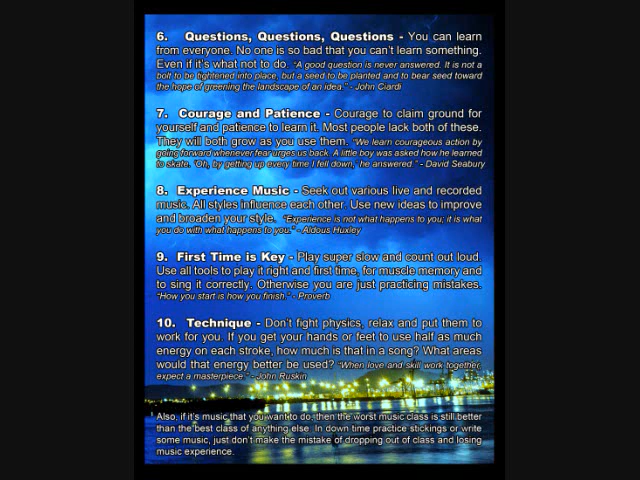 6. Questions, Questions, Questions - You can learn
from everyone. No one is so bad that you can't learn something.
Even if it's what not to do. "A good question is never answered. It is not a
bolt to be tightened into place, but a seed to be planted and to bear seed toward
the hope of greening the landscape of an idea." - John Ciardi
7. Courage and Patience - Courage to claim ground for
yourself and patience to learn it. Most people lack both of these.
They will both grow as you use them. "We learn courageous action by
going forward whenever fear urges us back. A little boy was asked how he learned
to skate. 'Oh, by getting up every time I fell down,' he answered." - David Seabury
8. Experience Music - Seek out various live and recorded
music. All styles influence each other. Use new ideas to improve
and broaden your style. "Experience is not what happens to you; it is what
you do with what happens to you." - Aldous Huxley
9. First Time is Key - Play super slow and count out loud.
Use all tools to play it right and first time, for muscle memory and
to sing it correctly. Otherwise you are just practicing mistakes.
"How you start is how you finish." - Proverb
10. Technique - Don't fight physics, relax and put them to
work for you. If you get your hands or feet to use half as much
energy on each stroke, how much is that in a song? What areas
would that energy better be used? "When love and skill work together,
expect a masterpiece." - John Ruskin
Also, if it's music that you want to do, then the worst music class is still better
than the best class of anything else. In down time practice stickings or write
some music, just don't make the mistake of dropping out of class and losing
music experience.